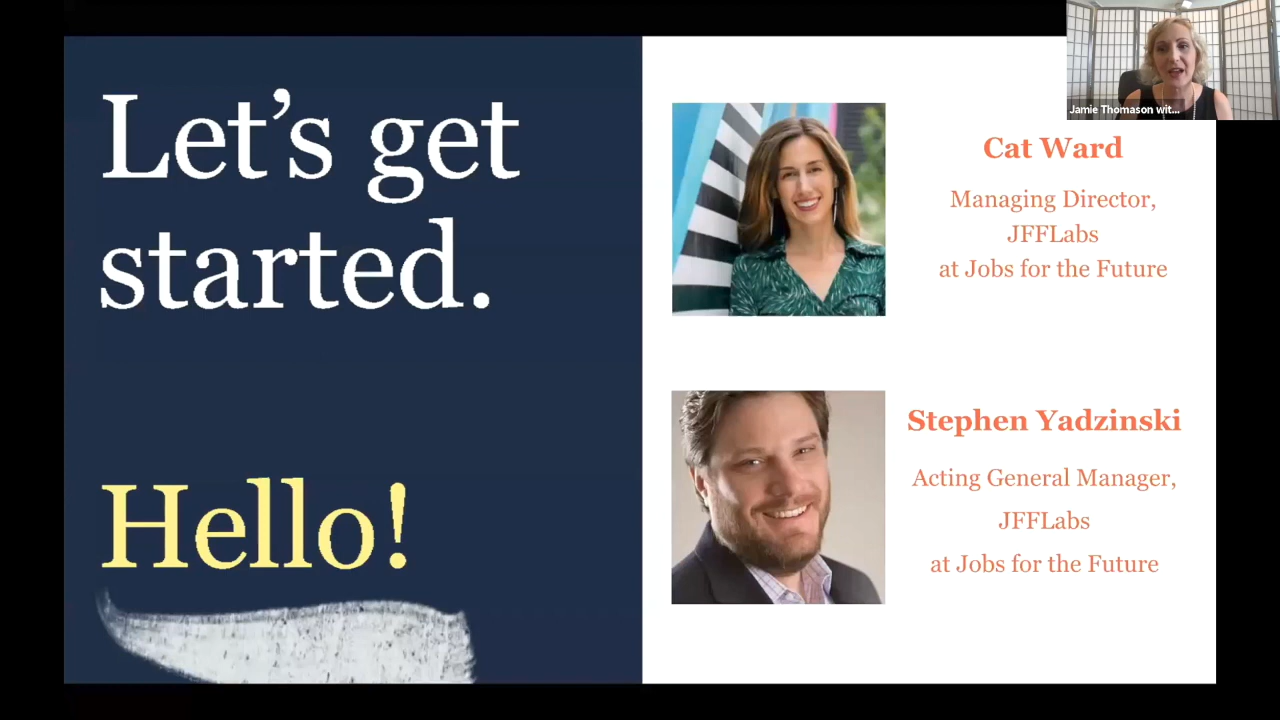 Let’s get
started.
Hello!
Jamie Thomason wit...
Cat Ward
Managing Director,
JFFLabs
at Jobs for the Future
Stephen Yadzinski
Acting General Manager,
JFFLabs
at Jobs for the Future